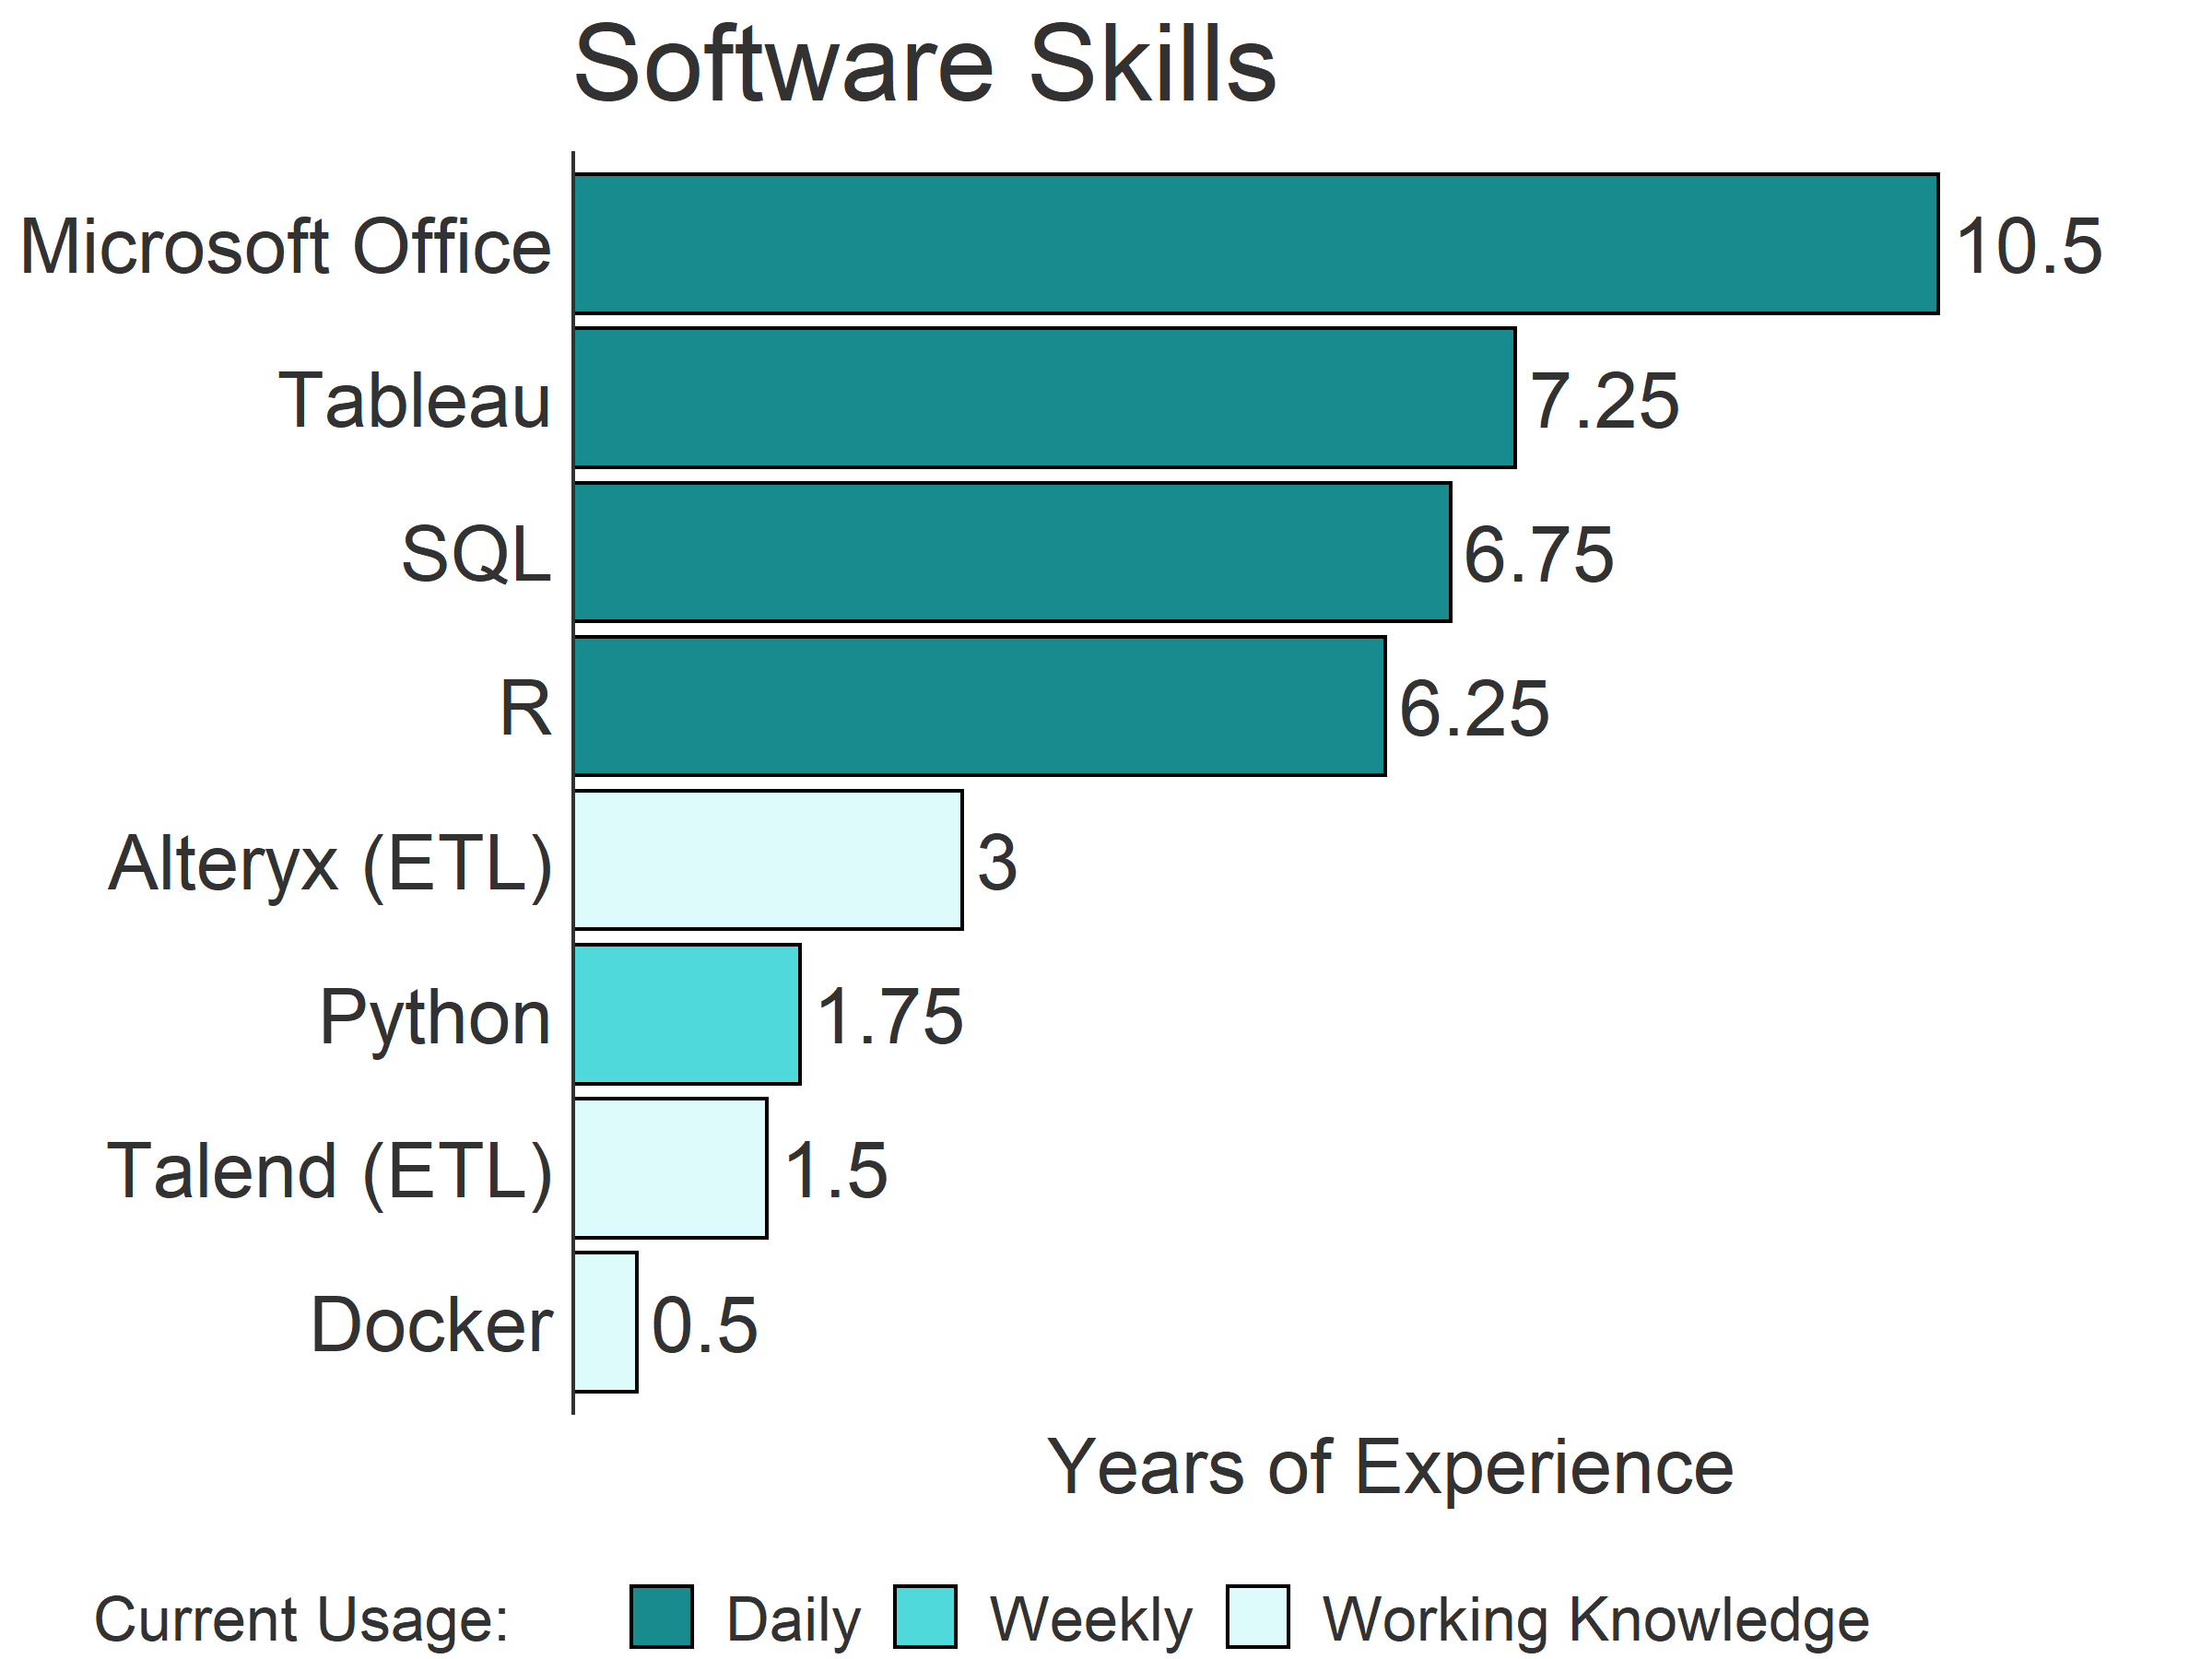 Software Skills
Microsoft Office 10.5
Tableau 7.25
SQL 6.75
R 6.25
Alteryx (ETL) 3
Python 1.75
Talend (ETL) 1.5
Docker 0.5
Years of Experience
Current Usage: Daily Weekly Working Knowledge